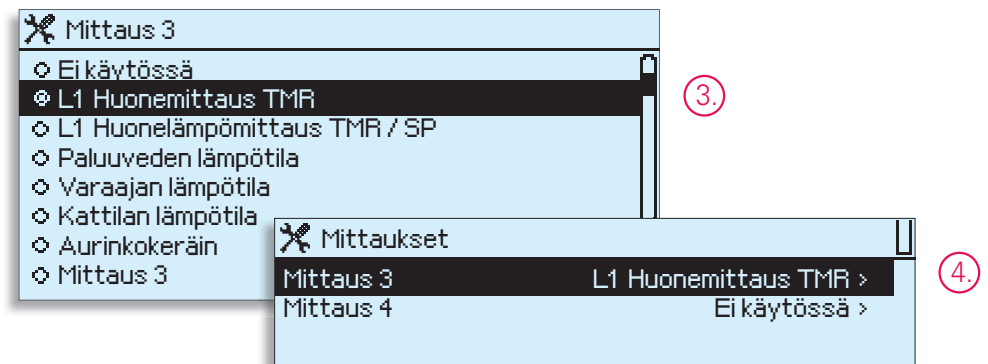 Mittaus 3
Ei käytössä
L1 Huonemittaus TMR
L1 Huonelämpömittaus TMR / SP
Paluuveden lämpötila
Varaajan lämpötila
Kattilan lämpötila
Aurinkokeräin
Mittaus 3
3.
Mittaukset
Mittaus 3 L1 Huonemittaus TMR >
Mittaus 4 Ei käytössä >
4.